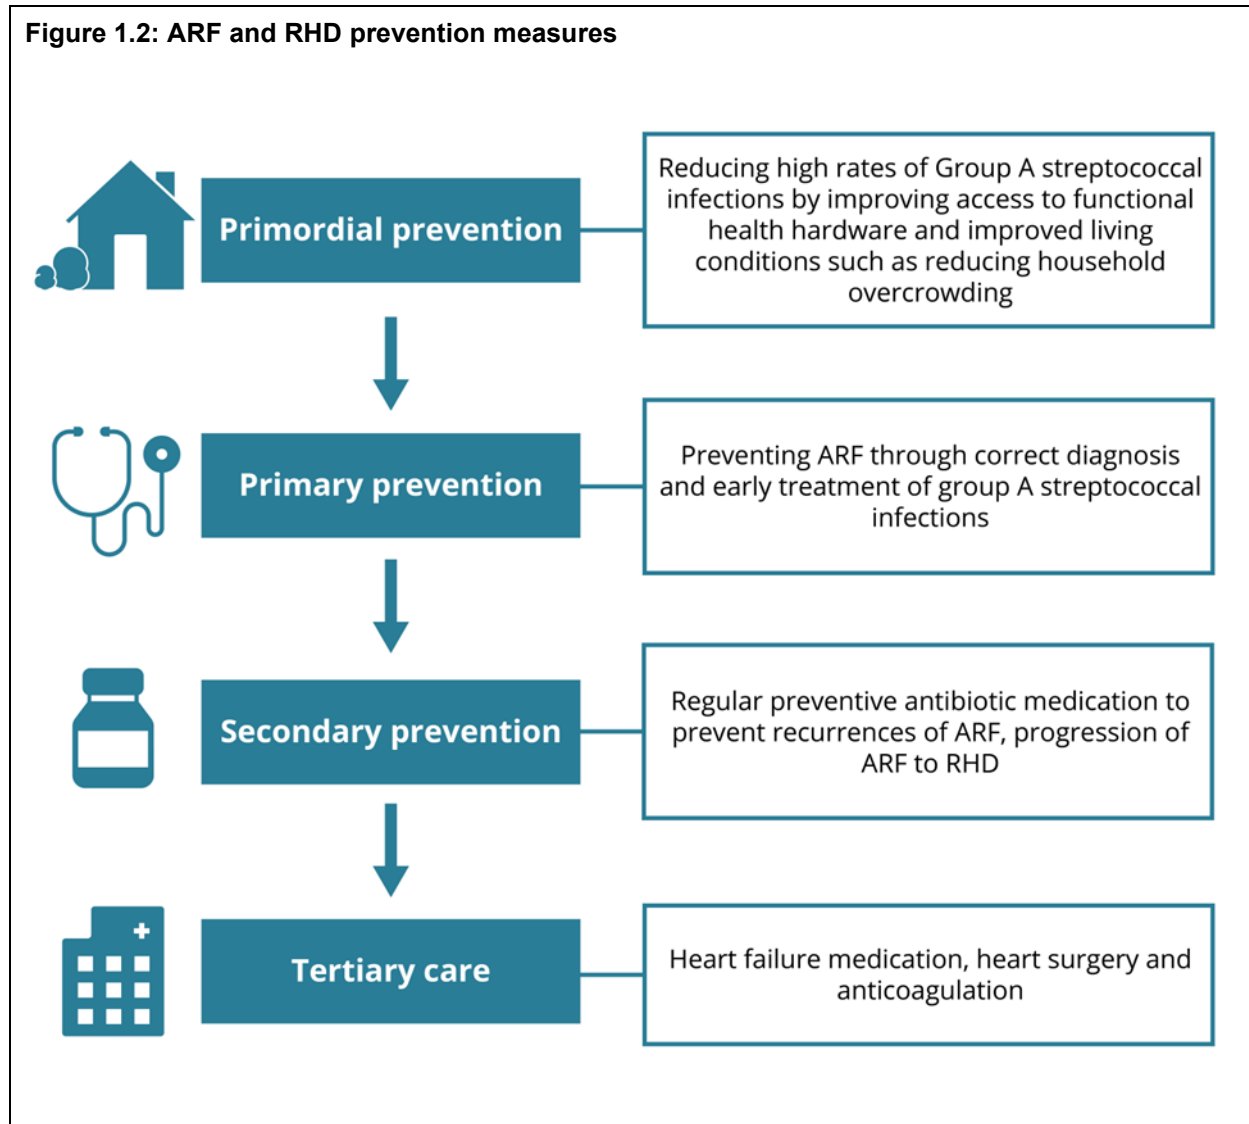 Figure 1.2: ARF and RHD prevention measures
Primordial prevention
Reducing high rates of Group A streptococcal
infections by improving access to functional
health hardware and improved living
conditions such as reducing household
overcrowding
Primary prevention
Preventing ARF through correct diagnosis
and early treatment of group A streptococcal
infections
Secondary prevention
Regular preventive antibiotic medication to
prevent recurrences of ARF, progression of
ARF to RHD
Tertiary care
Heart failure medication, heart surgery and
anticoagulation